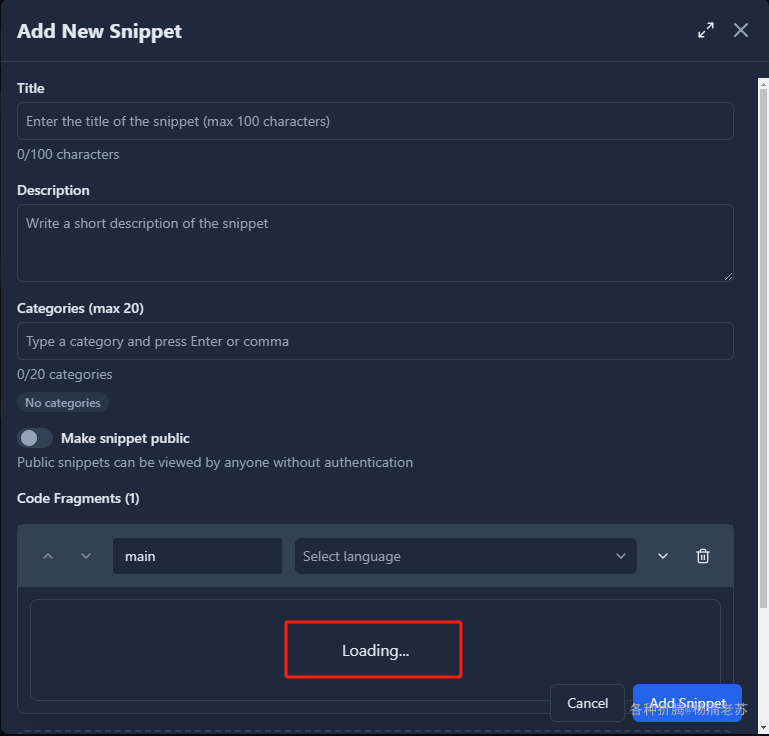 Add New Snippet
Title
Enter the title of the snippet (max 100 characters)
0/100 characters
Description
Write a short description of the snippet
Categories (max 20)
Type a category and press Enter or comma
0/20 categories
No categories
Make snippet public
Public snippets can be viewed by anyone without authentication
Code Fragments (1)
main Select language
Loading...
Cancel Add Snippet
各种折腾@杨浦老苏